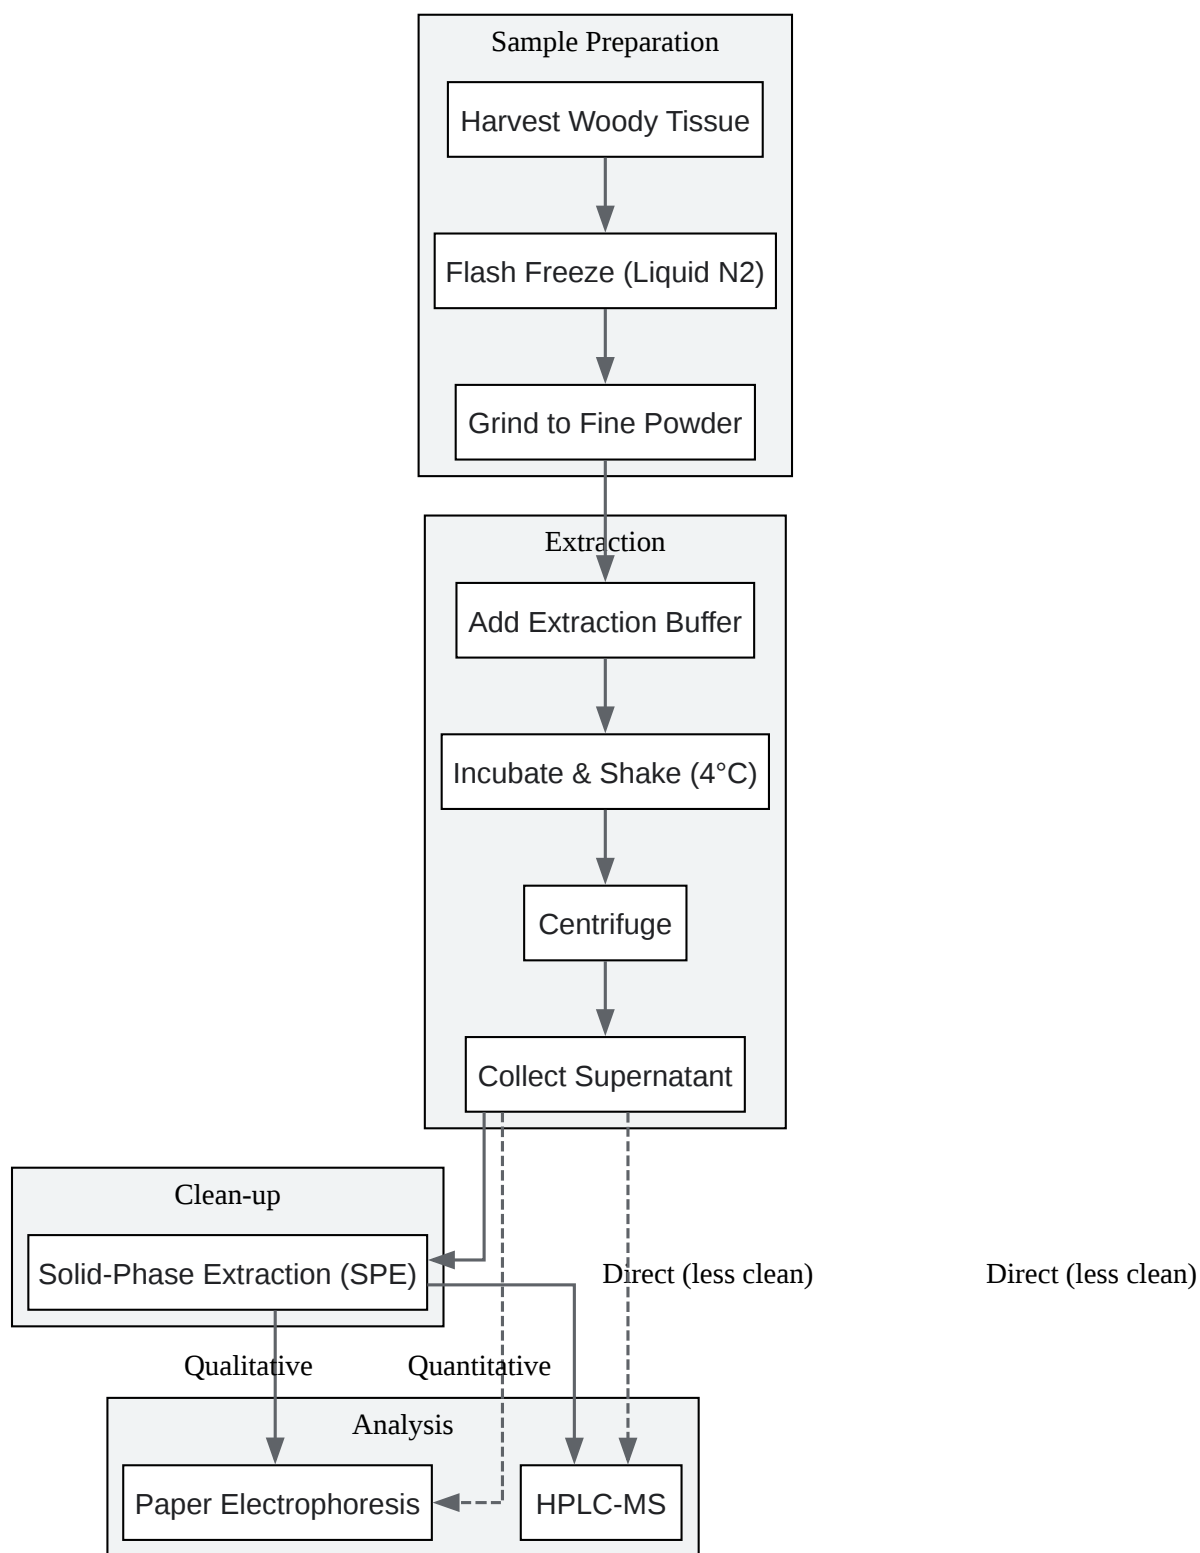 Sample Preparation
Harvest Woody Tissue
Flash Freeze (Liquid N2)
Grind to Fine Powder
Extraction
Add Extraction Buffer
Incubate & Shake (4°C)
Centrifuge
Collect Supernatant
Clean-up
Solid-Phase Extraction (SPE)
Direct (less clean)
Direct (less clean)
Qualitative
Quantitative
Analysis
Paper Electrophoresis
HPLC-MS